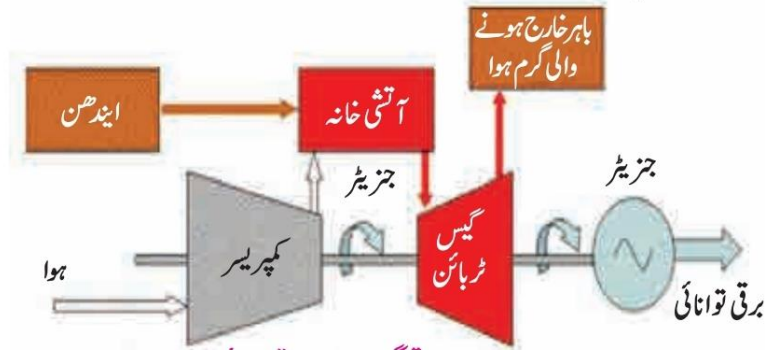 باہر خارج ہونے
والی گرم ہوا
ایندھن
آتشی خانہ
جنریٹر
جنریٹر
کمپریسر
گیس
ٹربائن
ہوا
برقی توانائی